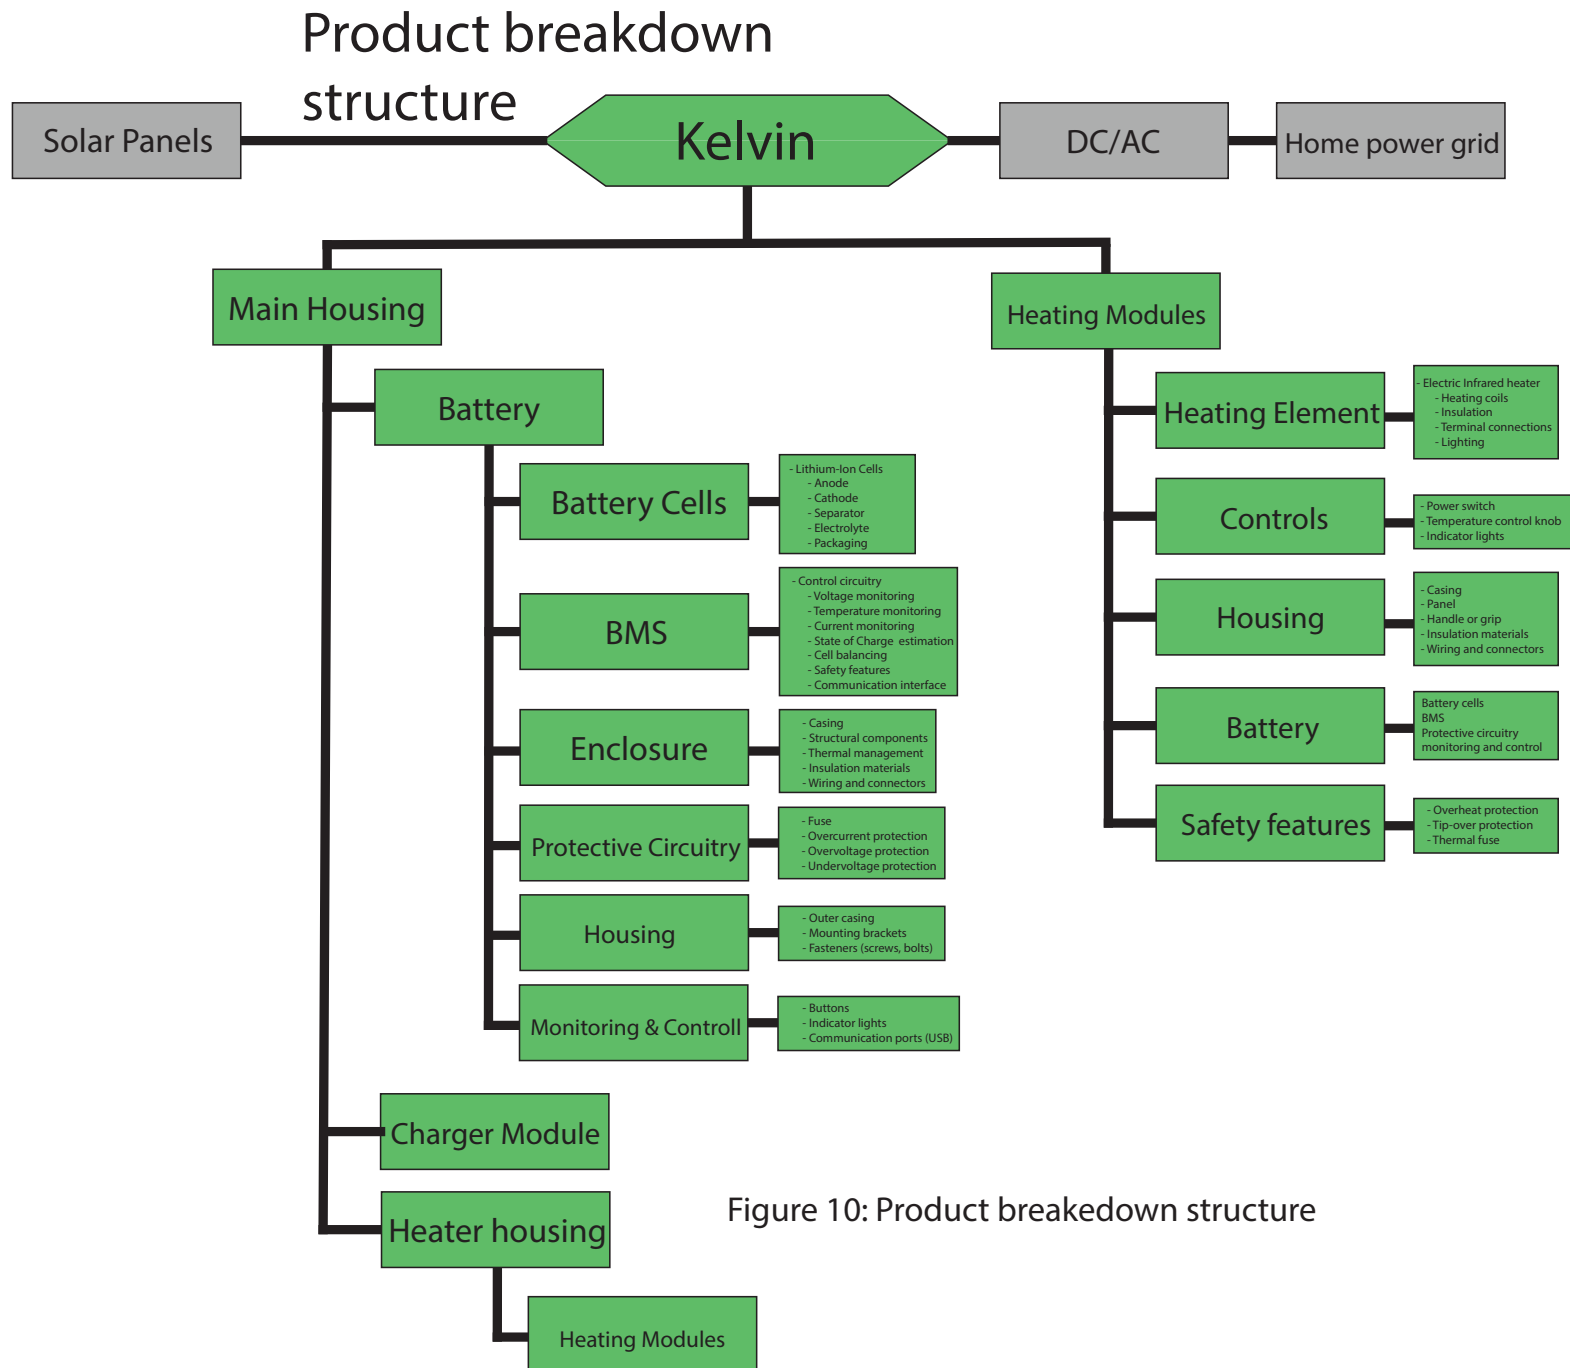 Product breakdown
structure
Solar Panels
Kelvin
DC/AC
Home power grid
Main Housing
Battery
Battery Cells
- Lithium-Ion Cells
- Anode
- Cathode
- Separator
- Electrolyte
- Packaging
BMS
- Control circuitry
- Voltage monitoring
- Temperature monitoring
- Current monitoring
- State of Charge estimation
- Cell balancing
- Safety features
- Communication interface
Enclosure
- Casing
- Structural components
- Thermal management
- Insulation materials
- Wiring and connectors
Protective Circuitry
- Fuse
- Overcurrent protection
- Overvoltage protection
- Undervoltage protection
Housing
- Outer casing
- Mounting brackets
- Fasteners (screws, bolts)
Monitoring & Controll
- Buttons
- Indicator lights
- Communication ports (USB)
Charger Module
Heater housing
Heating Modules
Heating Modules
Heating Element
- Electric Infrared heater
- Heating coils
- Insulation
- Terminal connections
- Lighting
Controls
- Power switch
- Temperature control knob
- Indicator lights
Housing
- Casing
- Panel
- Handle or grip
- Insulation materials
- Wiring and connectors
Battery
Battery cells
BMS
Protective circuitry
monitoring and control
Safety features
- Overheat protection
- Tip-over protection
- Thermal fuse
Figure 10: Product breakedown structure